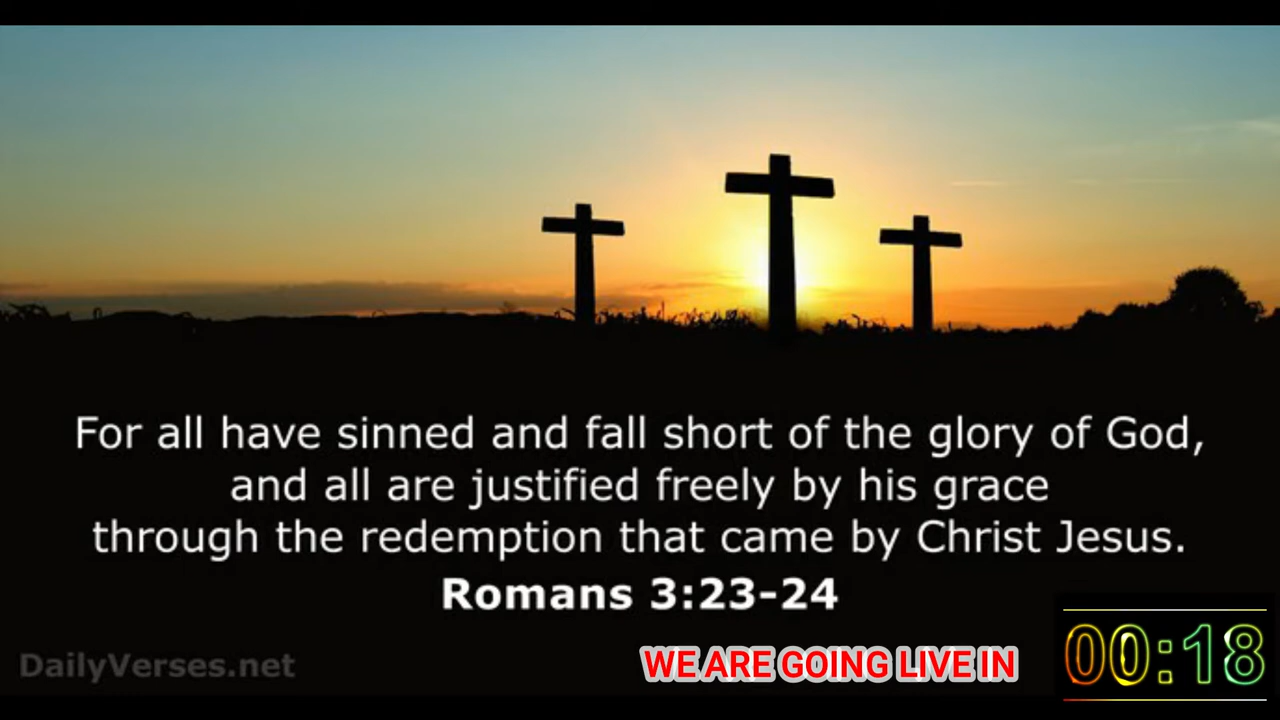 For all have sinned and fall short of the glory of God,
and all are justified freely by his grace
through the redemption that came by Christ Jesus.
Romans 3:23-24
DailyVerses.net
WE ARE GOING LIVE IN
00:18